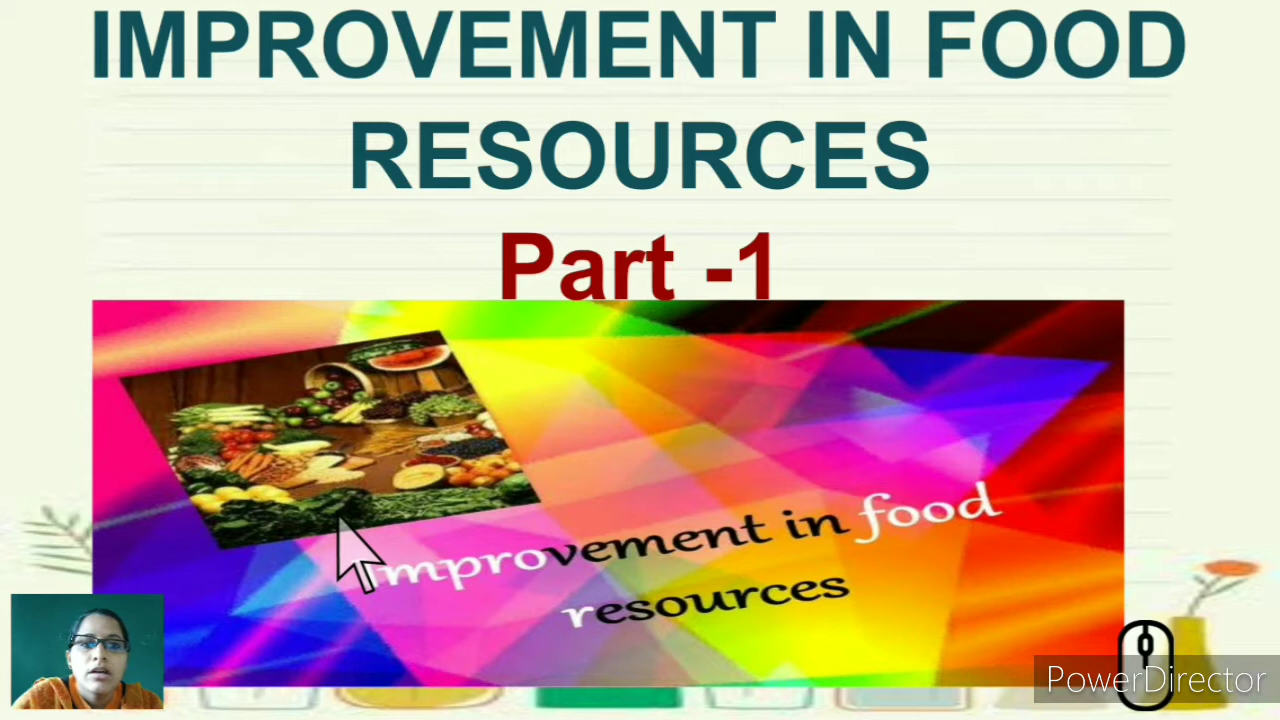 IMPROVEMENT IN FOOD
RESOURCES
Part -1
Improvement in food
resources
PowerDirector